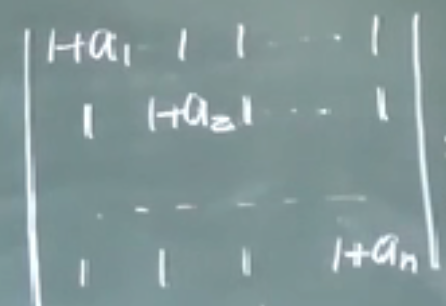 1+a₁ 1 1 ... 1
1 1+a₂ 1 ... 1
. - - - - - -
1 1 1 1+aₙ